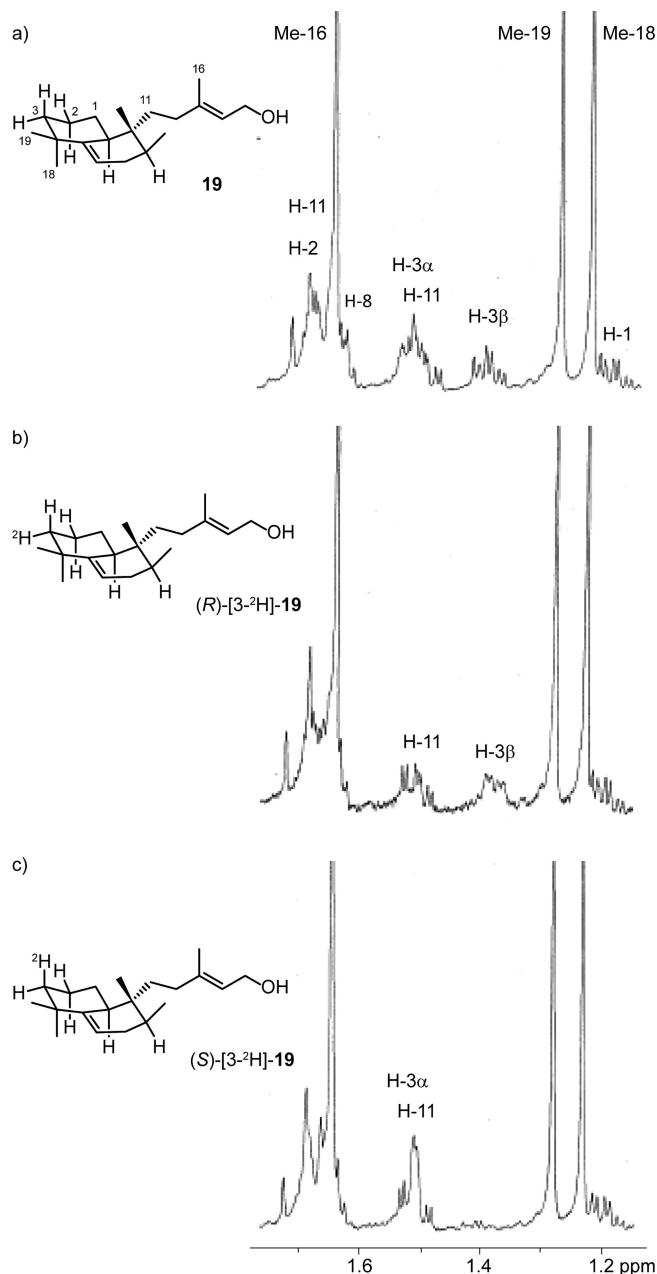 a)
Me-16
Me-19
Me-18
16
H
H
3
2
1
11
OH
H
19
18
H
H
H
19
H-11
H-2
H-8
H-3α
H-11
H-3β
H-1
b)
H
H
²H
OH
H
H
H
(R)-[3-²H]-19
H-11
H-3β
c)
²H
H
H
OH
H
H
H
(S)-[3-²H]-19
H-3α
H-11
1.6
1.4
1.2 ppm